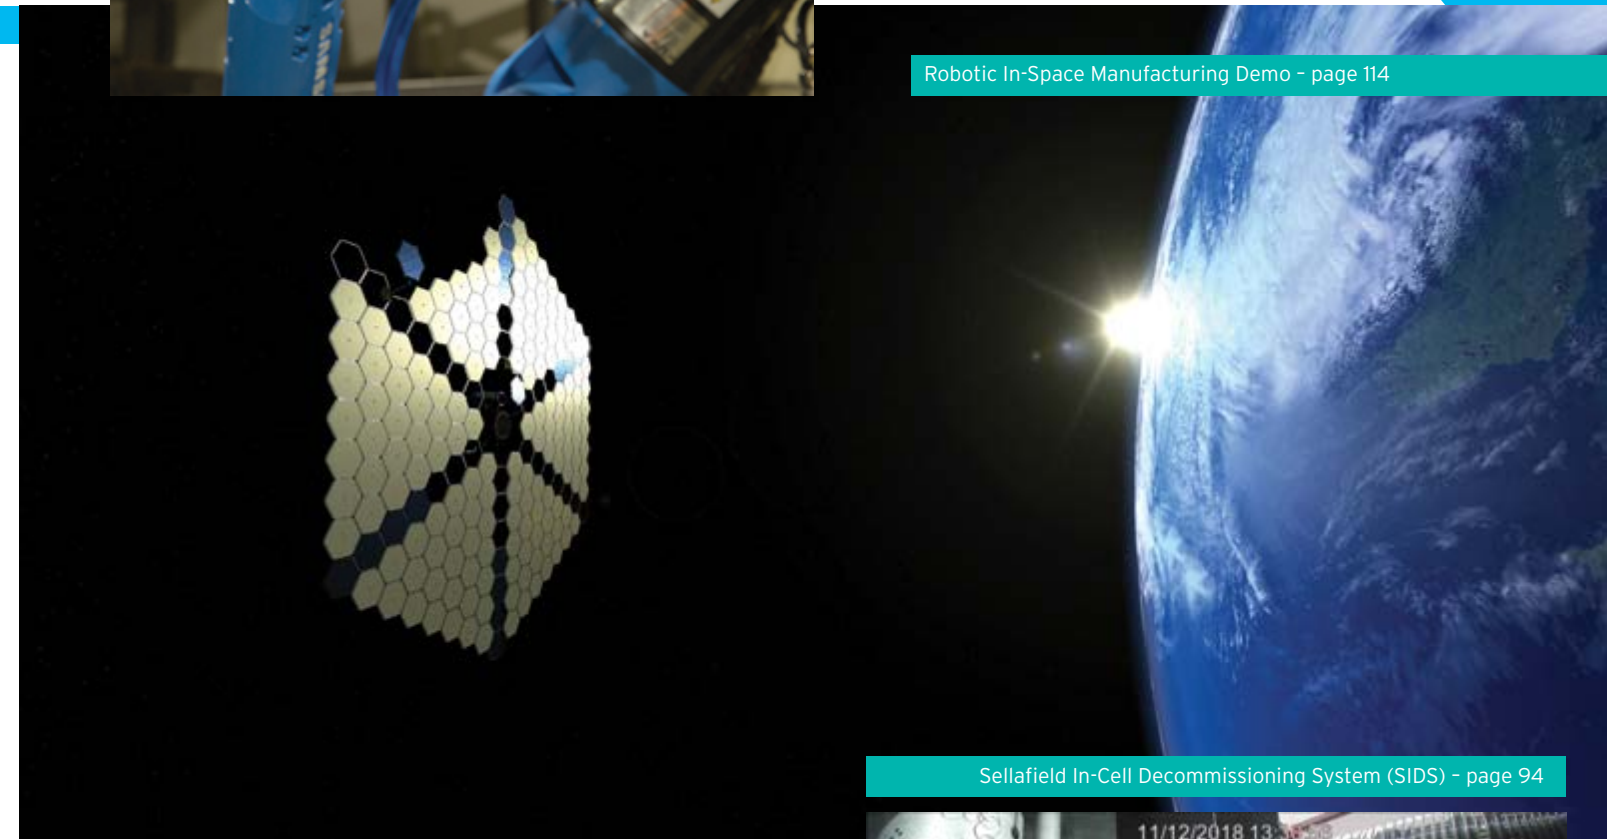 Robotic In-Space Manufacturing Demo – page 114
Sellafield In-Cell Decommissioning System (SIDS) – page 94
11/12/2018 13: